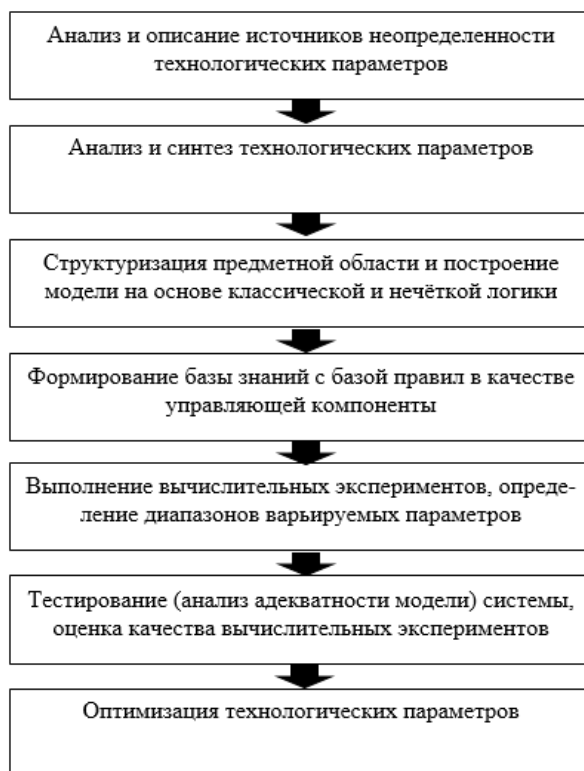 Анализ и описание источников неопределенности
технологических параметров
Анализ и синтез технологических параметров
Структуризация предметной области и построение
модели на основе классической и нечёткой логики
Формирование базы знаний с базой правил в качестве
управляющей компоненты
Выполнение вычислительных экспериментов, опреде-
ление диапазонов варьируемых параметров
Тестирование (анализ адекватности модели) системы,
оценка качества вычислительных экспериментов
Оптимизация технологических параметров